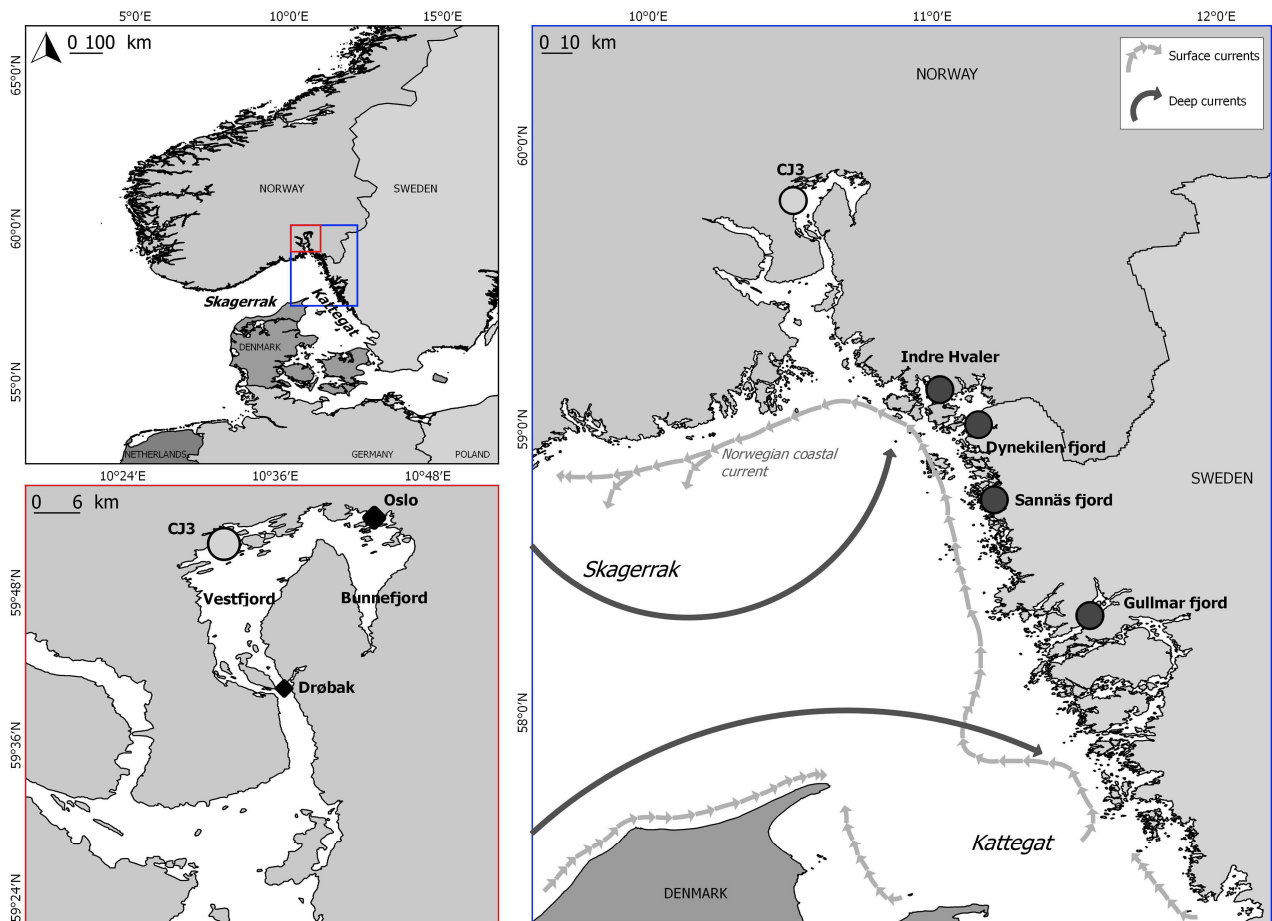 5°0'E 10°0'E 15°0'E
0 100 km
65°0'N
60°0'N
55°0'N
NORWAY
SWEDEN
Skagerrak
Kattegat
DENMARK
NETHERLANDS
GERMANY
POLAND
10°24'E 10°36'E 10°48'E
0 6 km
59°48'N
59°36'N
59°24'N
Oslo
CJ3
Vestfjord
Bunnefjord
Drøbak
10°0'E 11°0'E 12°0'E
0 10 km
60°0'N
59°0'N
58°0'N
NORWAY
Surface currents
Deep currents
CJ3
Indre Hvaler
Dynekilen fjord
Norwegian coastal
current
SWEDEN
Sannäs fjord
Skagerrak
Gullmar fjord
Kattegat
DENMARK